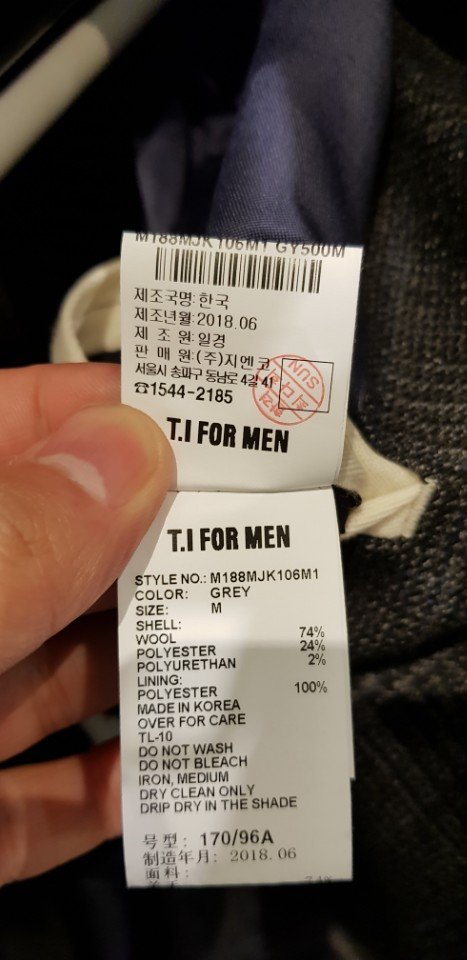 M188MJK106M1 GY500M
제조국명:한국
제조년월:2018.06
제 조 원:일경
판 매 원:(주)지엔코
서울시 송파구 동남로 4길 41
☎1544-2185
SUN
T.I FOR MEN
T.I FOR MEN
STYLE NO.: M188MJK106M1
COLOR: GREY
SIZE: M
SHELL:
WOOL 74%
POLYESTER 24%
POLYURETHAN 2%
LINING:
POLYESTER 100%
MADE IN KOREA
OVER FOR CARE
TL-10
DO NOT WASH
DO NOT BLEACH
IRON, MEDIUM
DRY CLEAN ONLY
DRIP DRY IN THE SHADE
号型: 170/96A
制造年月: 2018.06
面料:
74%